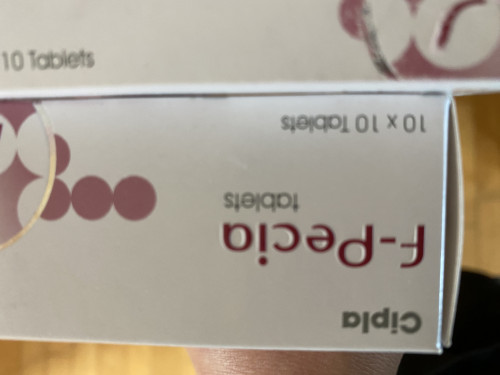 10 Tablets
Cipla
f-Pecia
tablets
10 x 10 Tablets